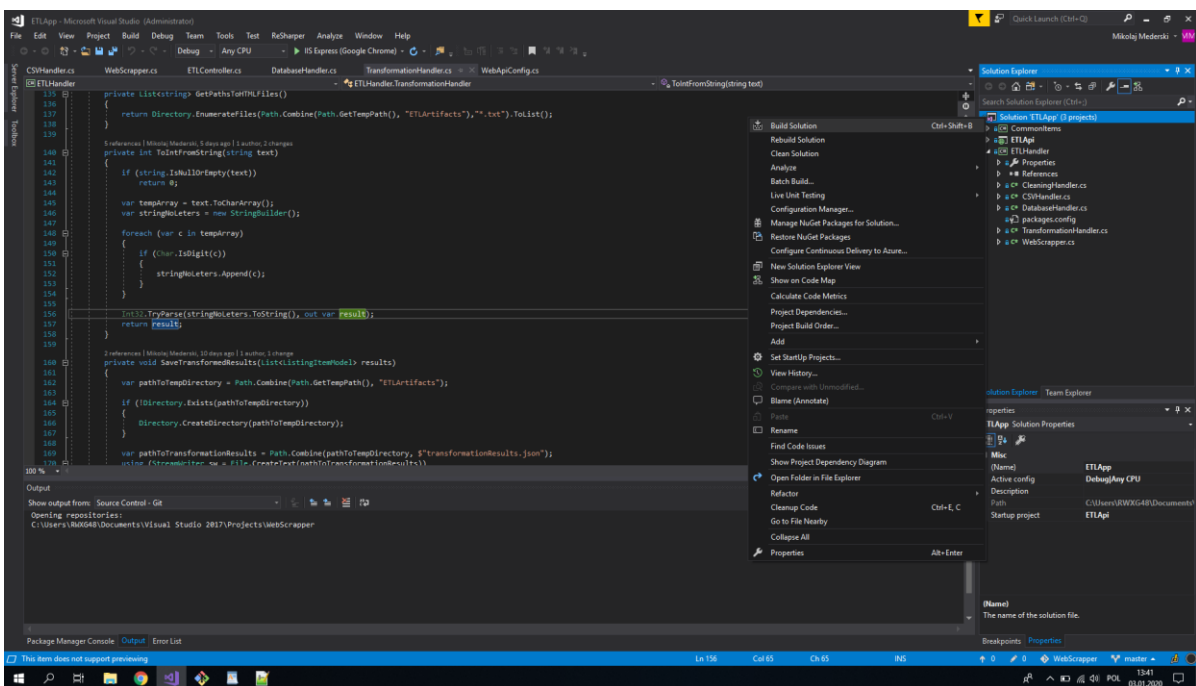 ETLApp - Microsoft Visual Studio (Administrator)
Quick Launch (Ctrl+Q)
File Edit View Project Build Debug Team Tools Test ReSharper Analyze Window Help
Mikolaj Mederski
MM
Debug Any CPU IIS Express (Google Chrome)
Server Explorer
Toolbox
CSVHandler.cs WebScrapper.cs ETLController.cs DatabaseHandler.cs TransformationHandler.cs WebApiConfig.cs
ETLHandler ETLHandler.TransformationHandler ToIntFromString(string text)
135 private List<string> GetPathsToHTMLFiles()
136 {
137 return Directory.EnumerateFiles(Path.Combine(Path.GetTempPath(), "ETLArtifacts"),"*.txt").ToList();
138 }
139
5 references | Mikolaj Mederski, 5 days ago | 1 author, 2 changes
140 private int ToIntFromString(string text)
141 {
142 if (string.IsNullOrEmpty(text))
143 return 0;
144
145 var tempArray = text.ToCharArray();
146 var stringNoLeters = new StringBuilder();
147
148 foreach (var c in tempArray)
149 {
150 if (Char.IsDigit(c))
151 {
152 stringNoLeters.Append(c);
153 }
154 }
155
156 Int32.TryParse(stringNoLeters.ToString(), out var result);
157 return result;
158 }
159
2 references | Mikolaj Mederski, 10 days ago | 1 author, 1 change
160 private void SaveTransformedResults(List<ListingItemModel> results)
161 {
162 var pathToTempDirectory = Path.Combine(Path.GetTempPath(), "ETLArtifacts");
163
164 if (!Directory.Exists(pathToTempDirectory))
165 {
166 Directory.CreateDirectory(pathToTempDirectory);
167 }
168
169 var pathToTransformationResults = Path.Combine(pathToTempDirectory, $"transformationResults.json");
170 using (StreamWriter sw = File.CreateText(pathToTransformationResults))
100 %
Output
Show output from: Source Control - Git
Opening repositories:
C:\Users\RWXG48\Documents\Visual Studio 2017\Projects\WebScrapper
Package Manager Console Output Error List
Build Solution Ctrl+Shift+B
Rebuild Solution
Clean Solution
Analyze
Batch Build...
Live Unit Testing
Configuration Manager...
Manage NuGet Packages for Solution...
Restore NuGet Packages
Configure Continuous Delivery to Azure...
New Solution Explorer View
Show on Code Map
Calculate Code Metrics
Project Dependencies...
Project Build Order...
Add
Set StartUp Projects...
View History...
Compare with Unmodified...
Blame (Annotate)
Paste Ctrl+V
Rename
Find Code Issues
Show Project Dependency Diagram
Open Folder in File Explorer
Refactor
Cleanup Code Ctrl+E, C
Go to File Nearby
Collapse All
Properties Alt+Enter
Solution Explorer
Search Solution Explorer (Ctrl+;)
Solution 'ETLApp' (3 projects)
CommonItems
ETLApi
ETLHandler
Properties
References
CleaningHandler.cs
CSVHandler.cs
DatabaseHandler.cs
packages.config
TransformationHandler.cs
WebScrapper.cs
olution Explorer Team Explorer
roperties
TLApp Solution Properties
Misc
(Name) ETLApp
Active config Debug|Any CPU
Description
Path C:\Users\RWXG48\Documents\
Startup project ETLApi
(Name)
The name of the solution file.
Breakpoints Properties
This item does not support previewing Ln 156 Col 65 Ch 65 INS 0 0 WebScrapper master
POL 13:41
03.01.2020